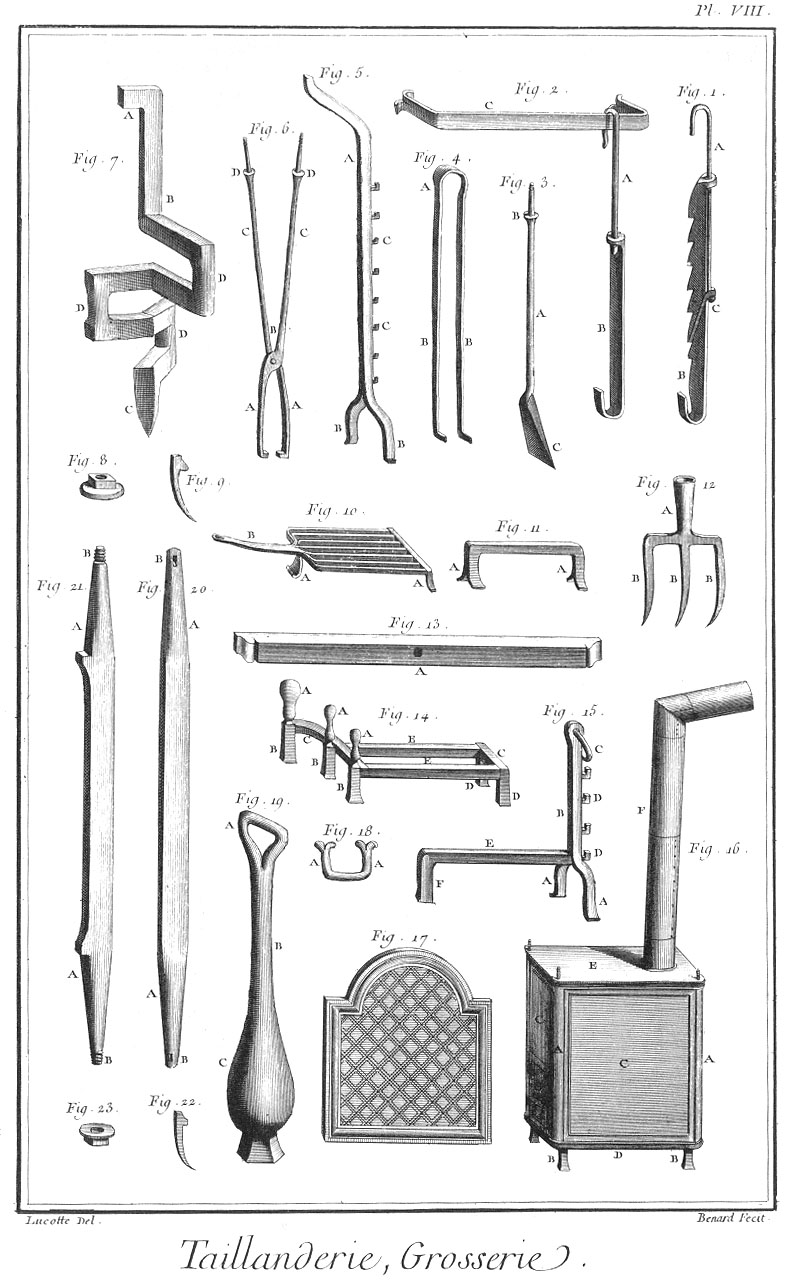 Pl. VIII.
Fig. 5.
Fig. 2.
Fig. 1.
C
A
Fig. 6.
A
Fig. 7.
A
Fig. 4.
A
D
D
A
Fig. 3.
B
A
B
C
C
C
D
D
D
B
C
A
B
C
B
B
B
B
C
A
A
B
B
C
Fig. 8.
Fig. 9.
Fig. 10.
B
A
A
Fig. 11.
A
A
Fig. 12
A
B
B
B
B
Fig. 21.
A
B
Fig. 20.
A
Fig. 13.
A
A
A
A
Fig. 14.
C
E
E
C
B
B
B
D
D
Fig. 15.
C
B
D
D
E
F
A
A
F
Fig. 16.
Fig. 19.
A
Fig. 18.
A
A
B
C
Fig. 17.
E
C
A
C
A
B
D
B
A
A
B
B
Fig. 23.
Fig. 22.
Lucotte Del.
Benard Fecit.
Taillanderie, Grosserie.